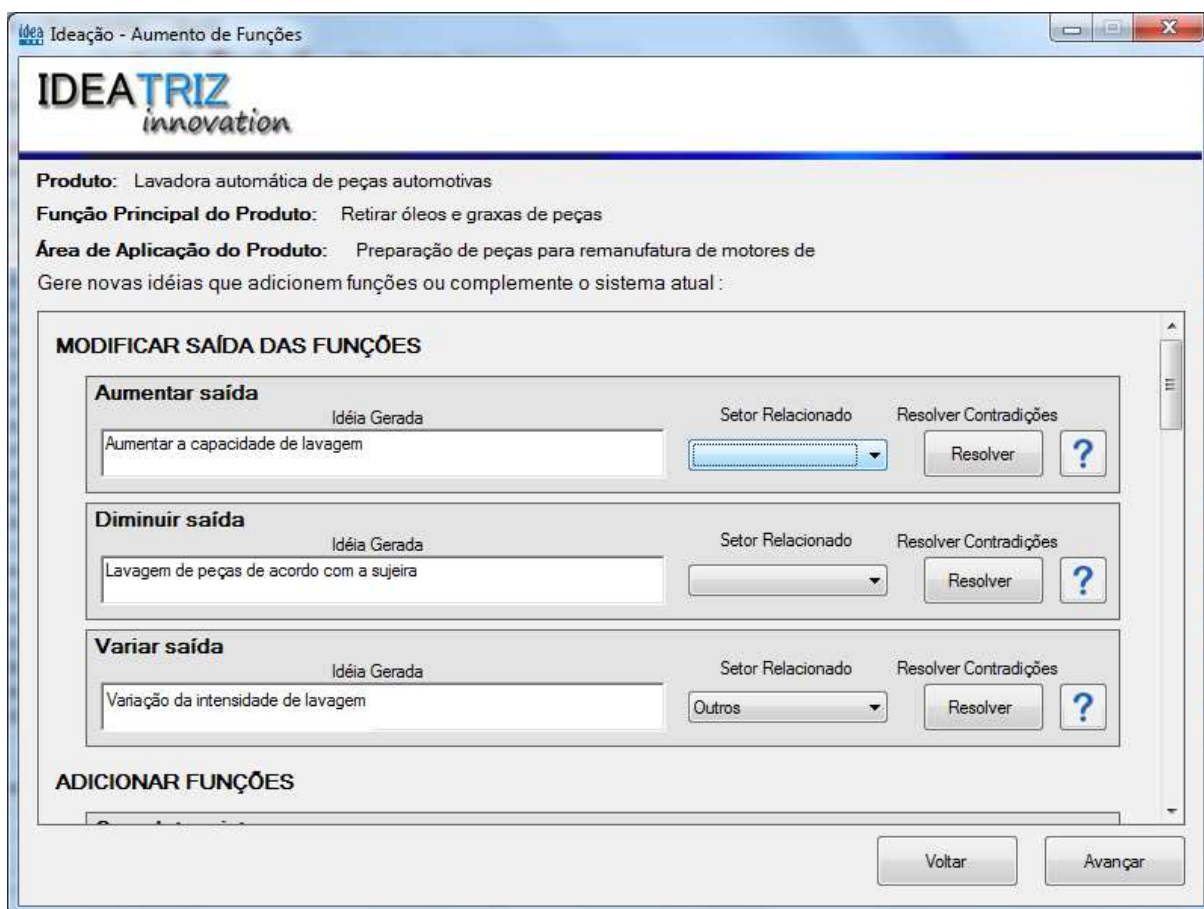 idea Ideação - Aumento de Funções
IDEATRIZ
innovation
Produto: Lavadora automática de peças automotivas
Função Principal do Produto: Retirar óleos e graxas de peças
Área de Aplicação do Produto: Preparação de peças para remanufatura de motores de
Gere novas idéias que adicionem funções ou complemente o sistema atual :
MODIFICAR SAÍDA DAS FUNÇÕES
Aumentar saída
Idéia Gerada Setor Relacionado Resolver Contradições
Aumentar a capacidade de lavagem Resolver ?
Diminuir saída
Idéia Gerada Setor Relacionado Resolver Contradições
Lavagem de peças de acordo com a sujeira Resolver ?
Variar saída
Idéia Gerada Setor Relacionado Resolver Contradições
Variação da intensidade de lavagem Outros Resolver ?
ADICIONAR FUNÇÕES
Voltar Avançar